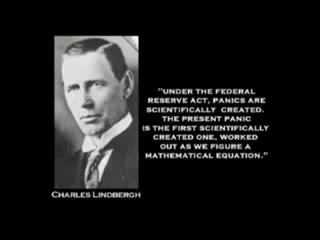 "UNDER THE FEDERAL
RESERVE ACT, PANICS ARE
SCIENTIFICALLY CREATED.
THE PRESENT PANIC
IS THE FIRST SCIENTIFICALLY
CREATED ONE, WORKED
OUT AS WE FIGURE A
MATHEMATICAL EQUATION."
CHARLES LINDBERGH